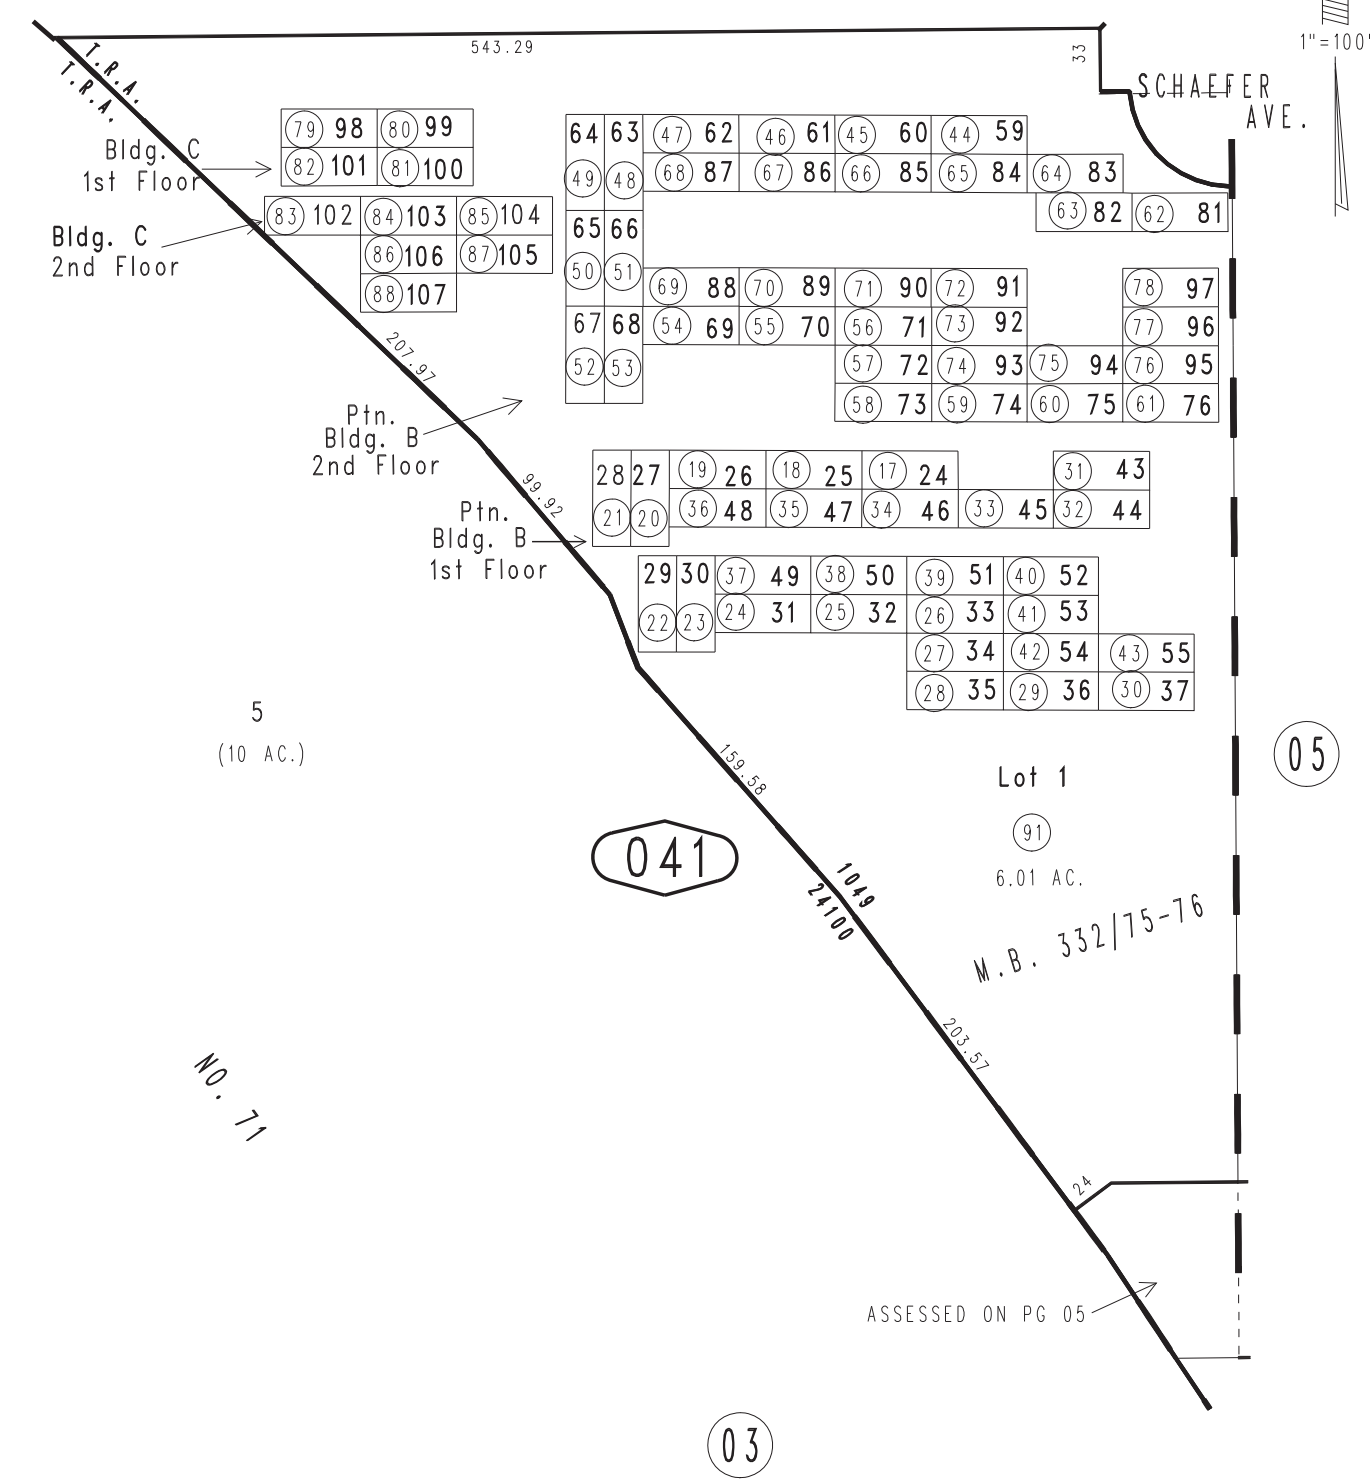 1"=100'
543.29
33
SCHAEFER
AVE.
T.R.A.
T.R.A.
Bldg. C
1st Floor
79 98 80 99
82 101 81 100
Bldg. C
2nd Floor
83 102 84 103 85 104
86 106 87 105
88 107
64 63 47 62 46 61 45 60 44 59
49 48 68 87 67 86 66 85 65 84 64 83
63 82 62 81
65 66
50 51
69 88 70 89 71 90 72 91 78 97
67 68 54 69 55 70 56 71 73 92 77 96
52 53 57 72 74 93 75 94 76 95
58 73 59 74 60 75 61 76
207.97
Ptn.
Bldg. B
2nd Floor
28 27 19 26 18 25 17 24 31 43
21 20 36 48 35 47 34 46 33 45 32 44
99.92
Ptn.
Bldg. B
1st Floor
29 30 37 49 38 50 39 51 40 52
22 23 24 31 25 32 26 33 41 53
27 34 42 54 43 55
28 35 29 36 30 37
5
(10 AC.)
159.58
Lot 1
91
6.01 AC.
05
041
1049
24100
M.B. 332/75-76
203.57
NO. 71
24
ASSESSED ON PG 05
03